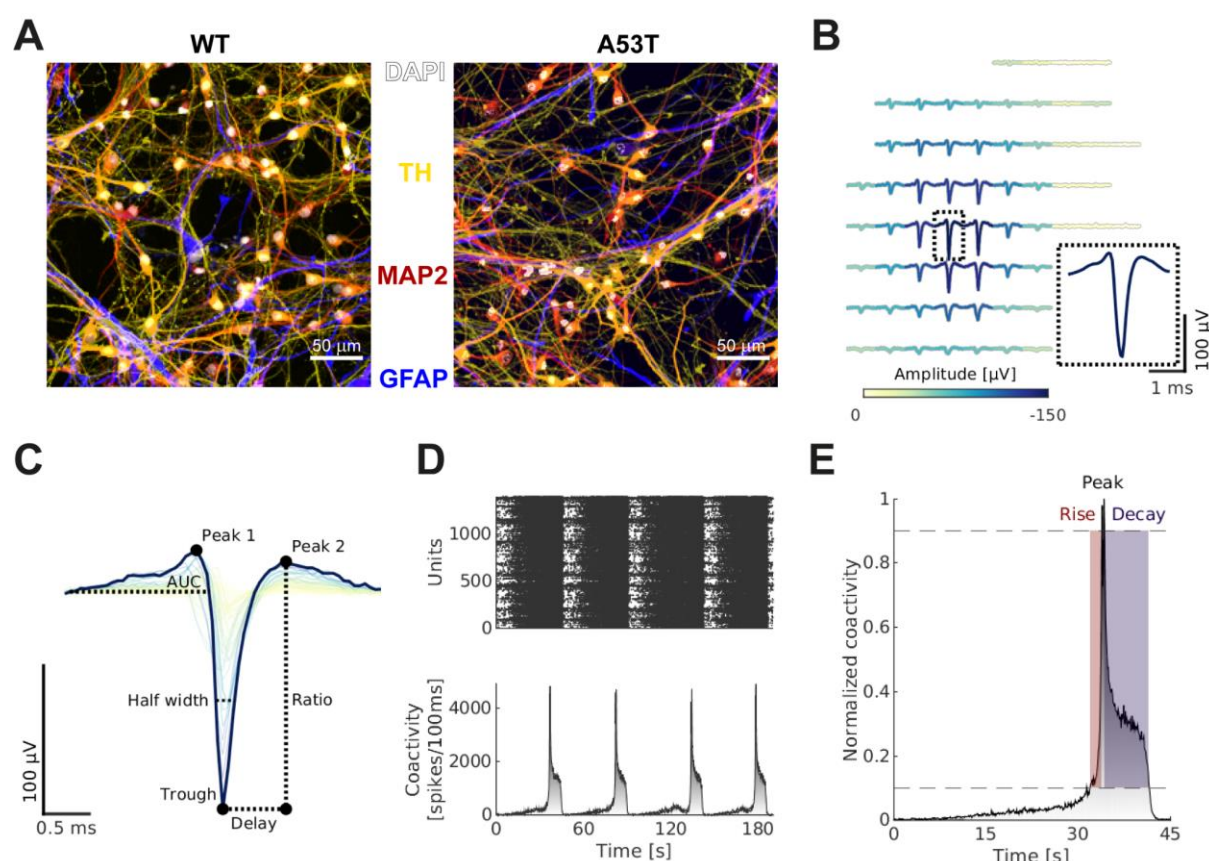 A
WT
A53T
DAPI
TH
MAP2
GFAP
50 µm
50 µm
B
Amplitude [µV]
0
-150
100 µV
1 ms
C
Peak 1
Peak 2
AUC
Half width
Ratio
Trough
Delay
100 µV
0.5 ms
D
Units
1000
500
0
Coactivity
[spikes/100ms]
4000
2000
0
0 60 120 180
Time [s]
E
Peak
Rise
Decay
Normalized coactivity
1
0.8
0.6
0.4
0.2
0
0 15 30 45
Time [s]